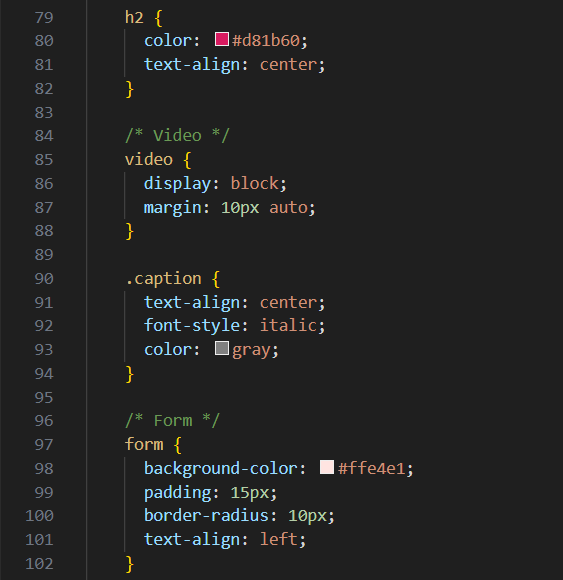 79 h2 {
80 color: #d81b60;
81 text-align: center;
82 }
83
84 /* Video */
85 video {
86 display: block;
87 margin: 10px auto;
88 }
89
90 .caption {
91 text-align: center;
92 font-style: italic;
93 color: gray;
94 }
95
96 /* Form */
97 form {
98 background-color: #ffe4e1;
99 padding: 15px;
100 border-radius: 10px;
101 text-align: left;
102 }